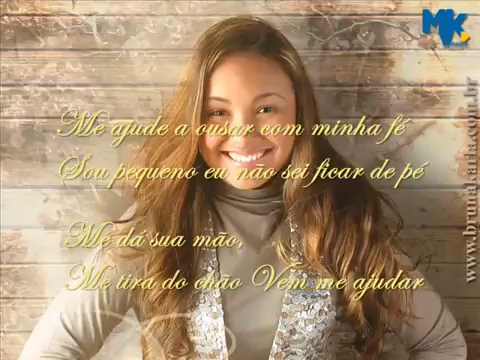 MK
Me ajude a ousar com minha fé
Sou pequeno eu não sei ficar de pé
Me dá sua mão,
Me tira do chão Vem me ajudar
www.brunakarla.com.br